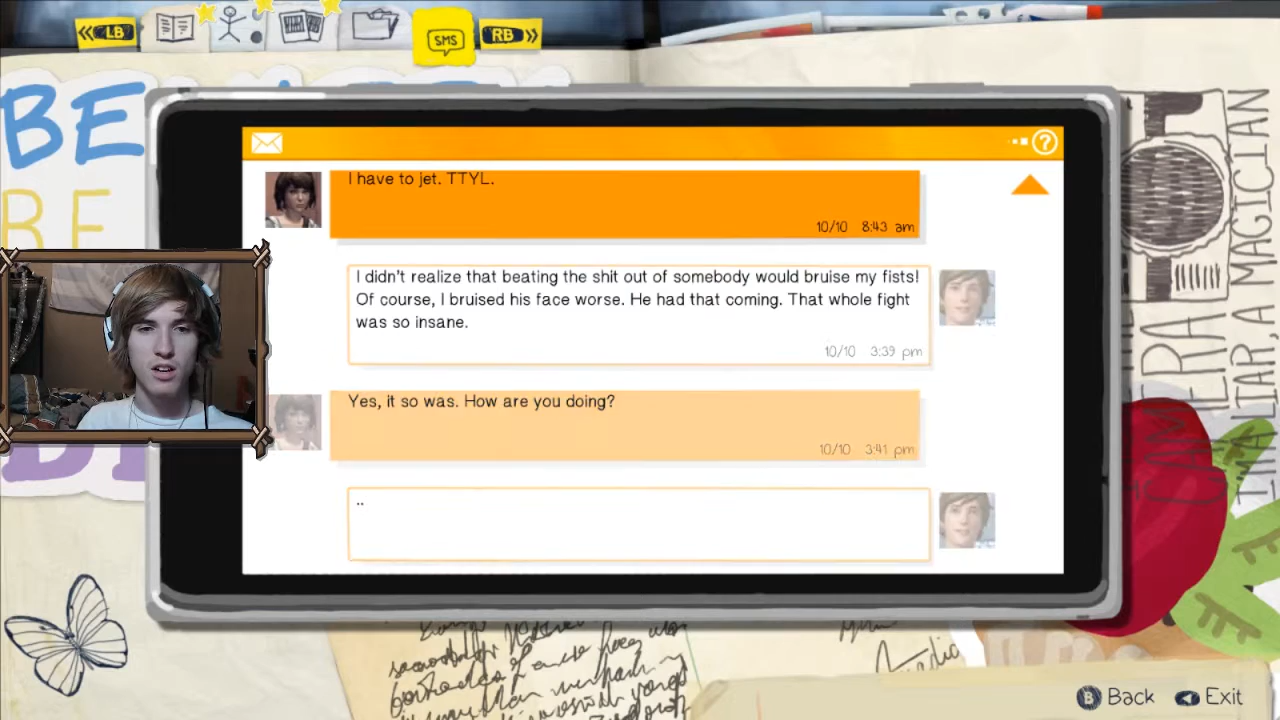 LB
SMS
RB
BE
BE
I have to jet. TTYL.
10/10 8:43 am
I didn't realize that beating the shit out of somebody would bruise my fists!
Of course, I bruised his face worse. He had that coming. That whole fight
was so insane.
10/10 3:39 pm
Yes, it so was. How are you doing?
10/10 3:41 pm
..
CAMERA
I'M A LIAR, A MAGICIAN
B Back
Exit